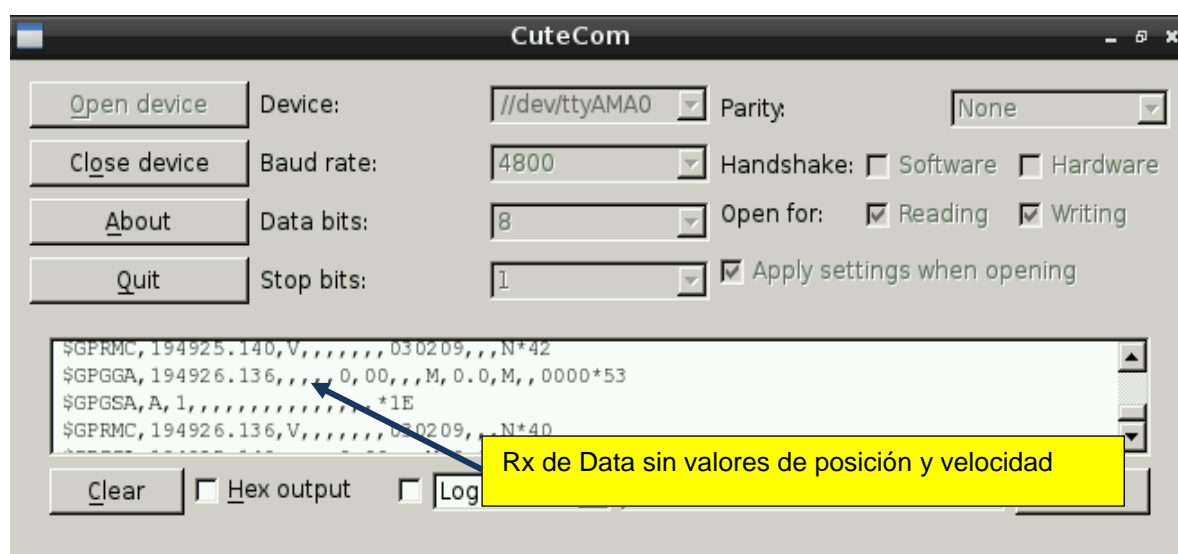 CuteCom
Open device Device: //dev/ttyAMA0 Parity: None
Close device Baud rate: 4800 Handshake: Software Hardware
About Data bits: 8 Open for: Reading Writing
Quit Stop bits: 1 Apply settings when opening
$GPRMC,194925.140,V,,,,,,,030209,,,N*42
$GPGGA,194926.136,,,,,0,00,,,M,0.0,M,,0000*53
$GPGSA,A,1,,,,,,,,,,,,,,,*1E
$GPRMC,194926.136,V,,,,,,,030209,,,N*40
Rx de Data sin valores de posición y velocidad
Clear Hex output Log